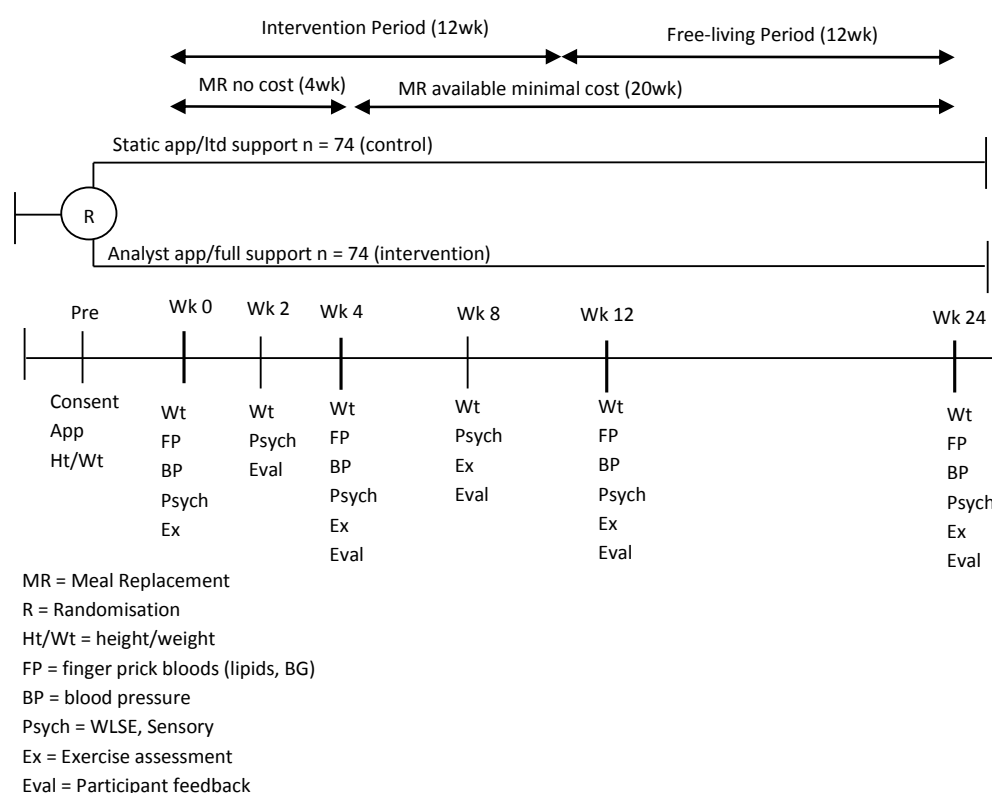 Intervention Period (12wk)
Free-living Period (12wk)
MR no cost (4wk)
MR available minimal cost (20wk)
Static app/ltd support n = 74 (control)
R
Analyst app/full support n = 74 (intervention)
Pre
Wk 0
Wk 2
Wk 4
Wk 8
Wk 12
Wk 24
Consent
App
Ht/Wt
Wt
FP
BP
Psych
Ex
Wt
Psych
Eval
Wt
FP
BP
Psych
Ex
Eval
Wt
Psych
Ex
Eval
Wt
FP
BP
Psych
Ex
Eval
Wt
FP
BP
Psych
Ex
Eval
MR = Meal Replacement
R = Randomisation
Ht/Wt = height/weight
FP = finger prick bloods (lipids, BG)
BP = blood pressure
Psych = WLSE, Sensory
Ex = Exercise assessment
Eval = Participant feedback